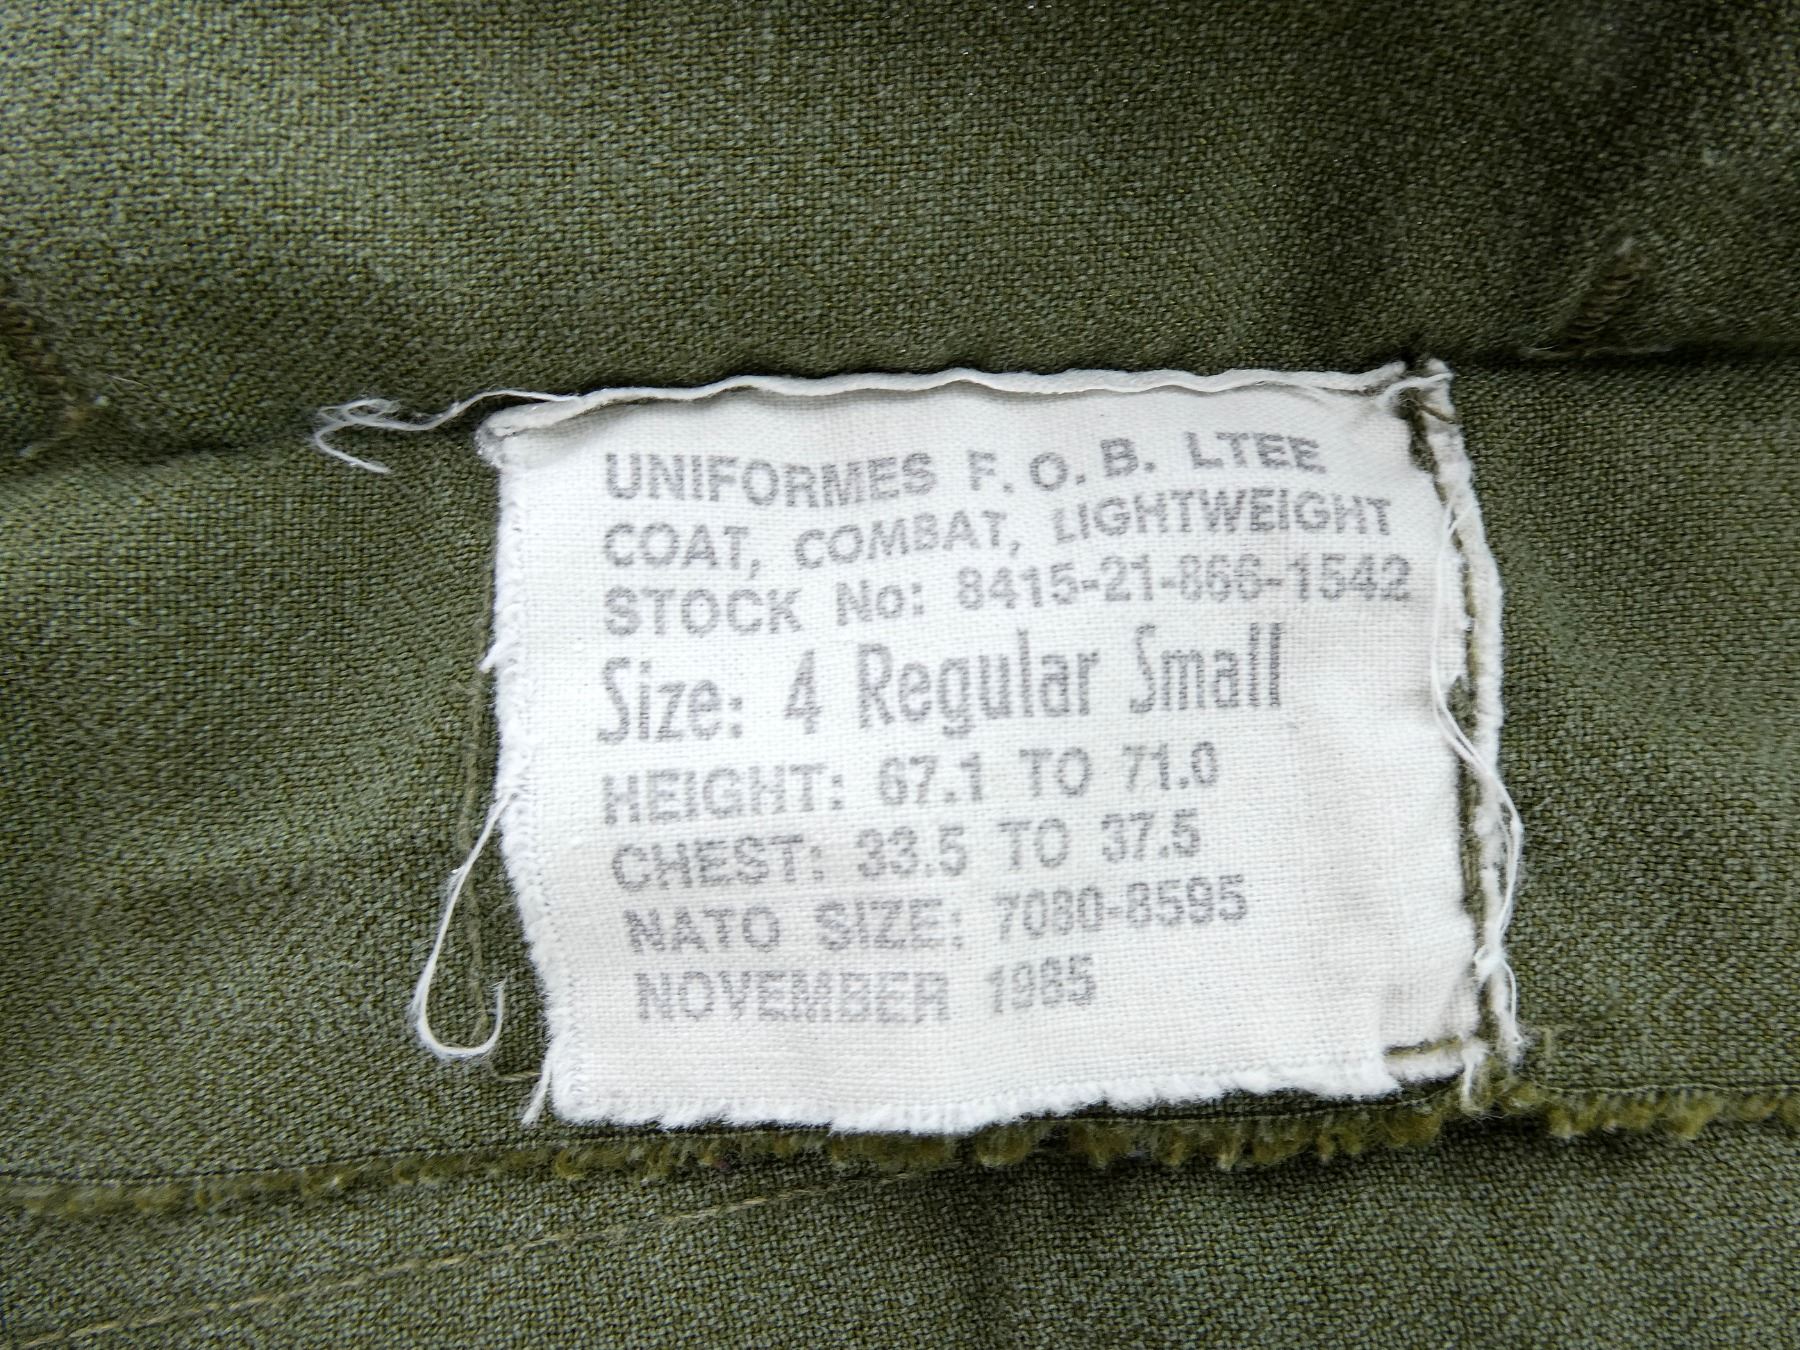 UNIFORMES F.O.B. LTEE
COAT, COMBAT, LIGHTWEIGHT
STOCK No: 8415-21-866-1542
Size: 4 Regular Small
HEIGHT: 67.1 TO 71.0
CHEST: 33.5 TO 37.5
NATO SIZE: 7080-8595
NOVEMBER 1985